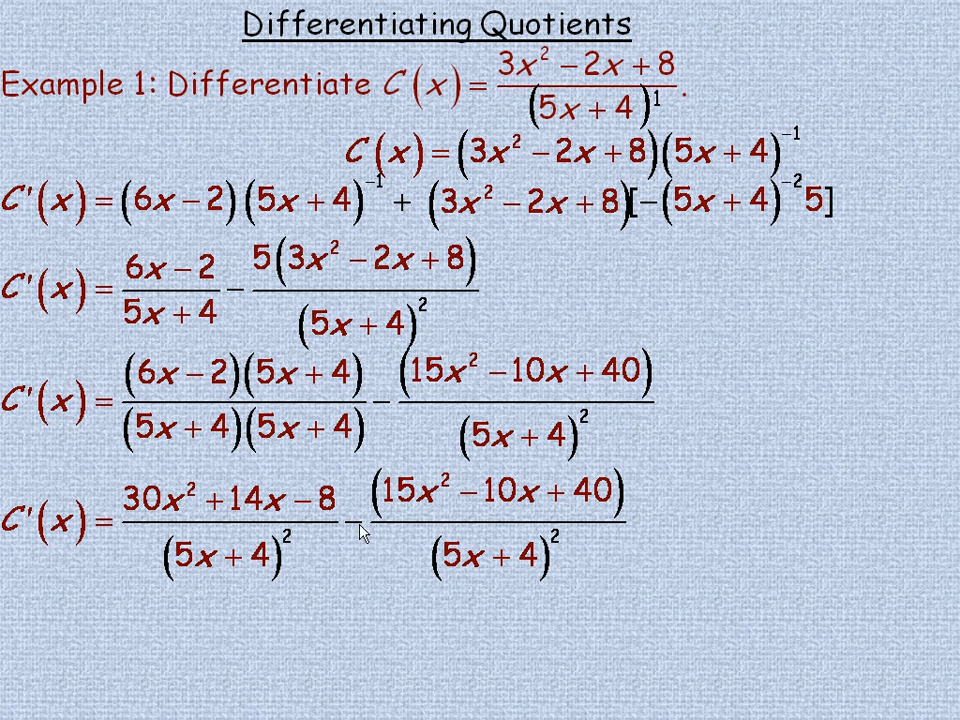 Differentiating Quotients
Example 1: Differentiate C(x) = (3x² − 2x + 8) / (5x + 4)¹.
C(x) = (3x² − 2x + 8)(5x + 4)⁻¹
C'(x) = (6x − 2)(5x + 4)⁻¹ + (3x² − 2x + 8)[−(5x + 4)⁻² 5]
C'(x) = (6x − 2) / (5x + 4) − 5(3x² − 2x + 8) / (5x + 4)²
C'(x) = (6x − 2)(5x + 4) / (5x + 4)(5x + 4) − (15x² − 10x + 40) / (5x + 4)²
C'(x) = (30x² + 14x − 8) / (5x + 4)² − (15x² − 10x + 40) / (5x + 4)²